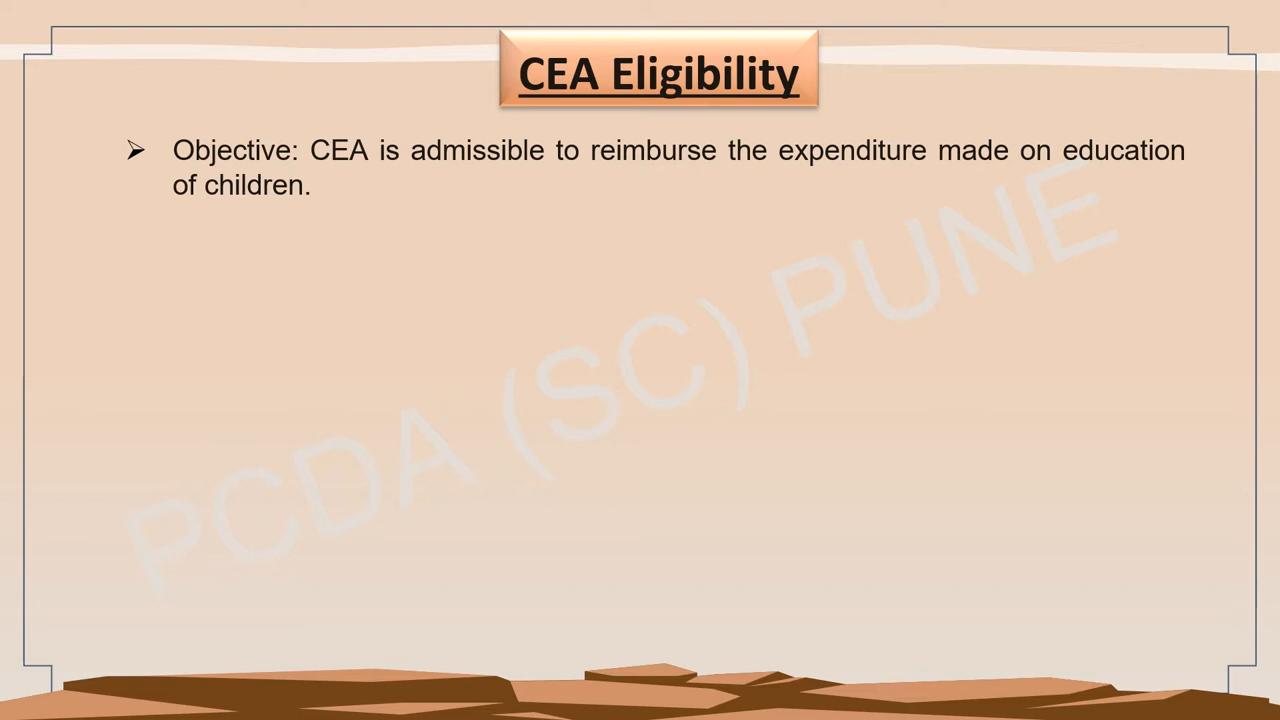 CEA Eligibility
➢ Objective: CEA is admissible to reimburse the expenditure made on education
of children.
PCDA (SC) PUNE